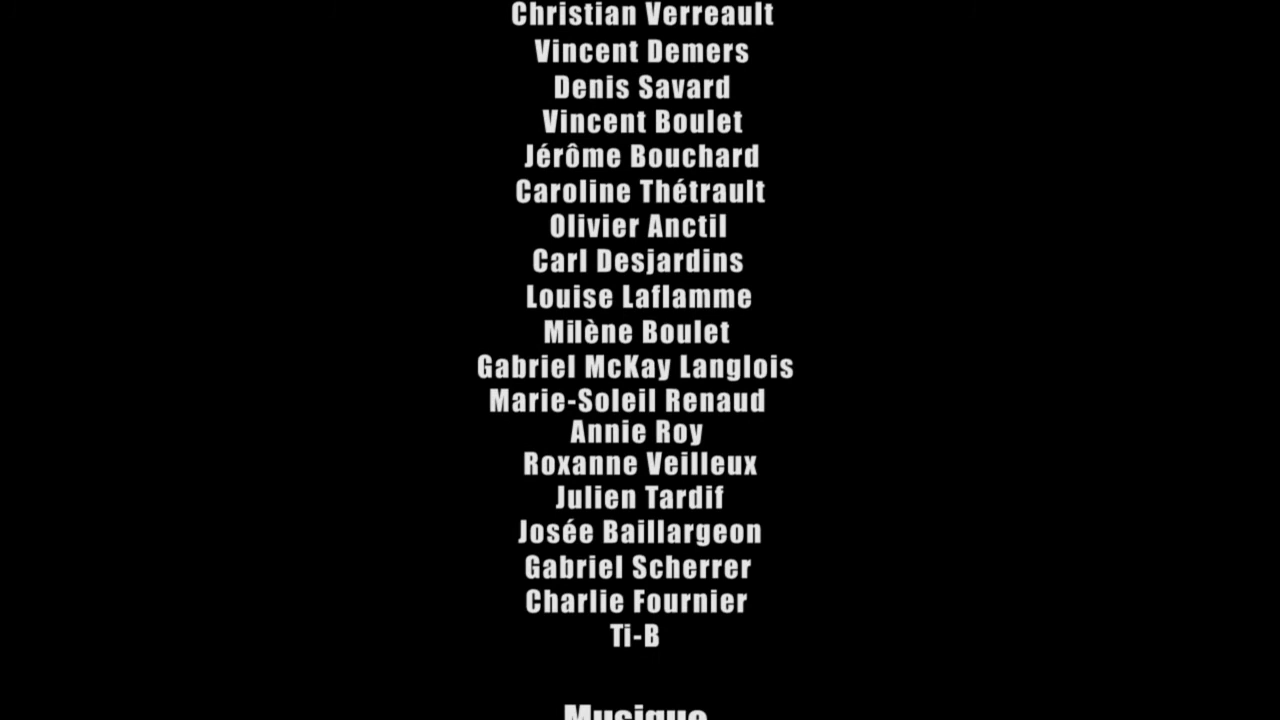 Christian Verreault
Vincent Demers
Denis Savard
Vincent Boulet
Jérôme Bouchard
Caroline Thétrault
Olivier Anctil
Carl Desjardins
Louise Laflamme
Milène Boulet
Gabriel McKay Langlois
Marie-Soleil Renaud
Annie Roy
Roxanne Veilleux
Julien Tardif
Josée Baillargeon
Gabriel Scherrer
Charlie Fournier
Ti-B
Musique